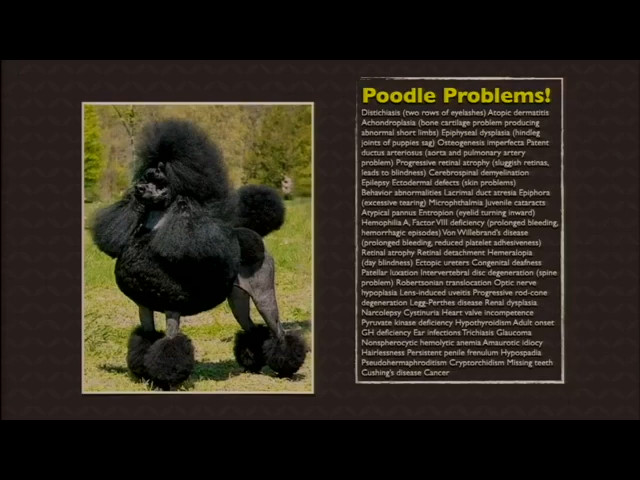 Poodle Problems!
Distichiasis (two rows of eyelashes) Atopic dermatitis
Achondroplasia (bone cartilage problem producing
abnormal short limbs) Epiphyseal dysplasia (hindleg
joints of puppies sag) Osteogenesis imperfecta Patent
ductus arteriosus (aorta and pulmonary artery
problem) Progressive retinal atrophy (sluggish retinas,
leads to blindness) Cerebrospinal demyelination
Epilepsy Ectodermal defects (skin problems)
Behavior abnormalities Lacrimal duct atresia Epiphora
(excessive tearing) Microphthalmia Juvenile cataracts
Atypical pannus Entropion (eyelid turning inward)
Hemophilia A, Factor VIII deficiency (prolonged bleeding,
hemorrhagic episodes) Von Willebrand's disease
(prolonged bleeding, reduced platelet adhesiveness)
Retinal atrophy Retinal detachment Hemeralopia
(day blindness) Ectopic ureters Congenital deafness
Patellar luxation Intervertebral disc degeneration (spine
problem) Robertsonian translocation Optic nerve
hypoplasia Lens-induced uveitis Progressive rod-cone
degeneration Legg-Perthes disease Renal dysplasia
Narcolepsy Cystinuria Heart valve incompetence
Pyruvate kinase deficiency Hypothyroidism Adult onset
GH deficiency Ear infections Trichiasis Glaucoma
Nonspherocytic hemolytic anemia Amaurotic idiocy
Hairlessness Persistent penile frenulum Hypospadia
Pseudohermaphroditism Cryptorchidism Missing teeth
Cushing's disease Cancer